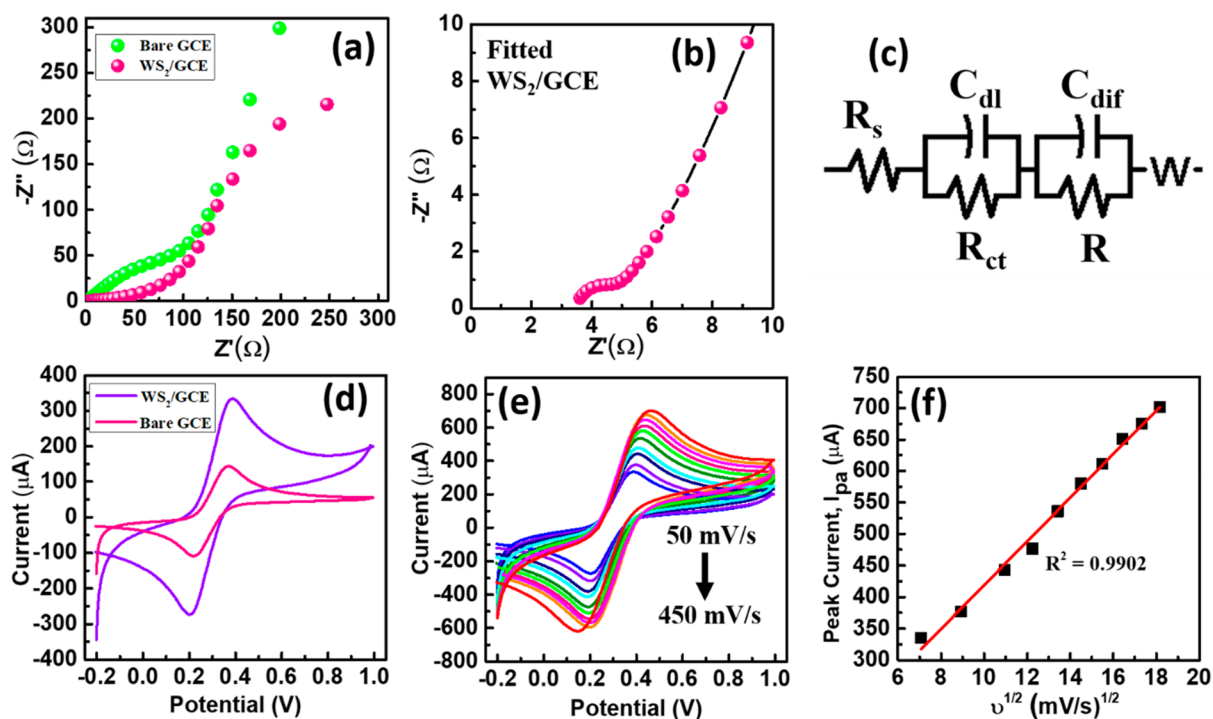 (a)
Bare GCE
WS₂/GCE
-Z''(Ω)
300
250
200
150
100
50
0
0 50 100 150 200 250 300
Z'(Ω)
(b)
Fitted
WS₂/GCE
-Z'' (Ω)
10
8
6
4
2
0
0 2 4 6 8 10
Z'(Ω)
(c)
Rs
Cdl
Rct
Cdif
R
W
(d)
WS₂/GCE
Bare GCE
Current (μA)
400
300
200
100
0
-100
-200
-300
-400
-0.2 0.0 0.2 0.4 0.6 0.8 1.0
Potential (V)
(e)
50 mV/s
450 mV/s
Current (μA)
800
600
400
200
0
-200
-400
-600
-800
-0.2 0.0 0.2 0.4 0.6 0.8 1.0
Potential (V)
(f)
R² = 0.9902
Peak Current, Ipa (μA)
750
700
650
600
550
500
450
400
350
300
6 8 10 12 14 16 18 20
υ¹/² (mV/s)¹/²